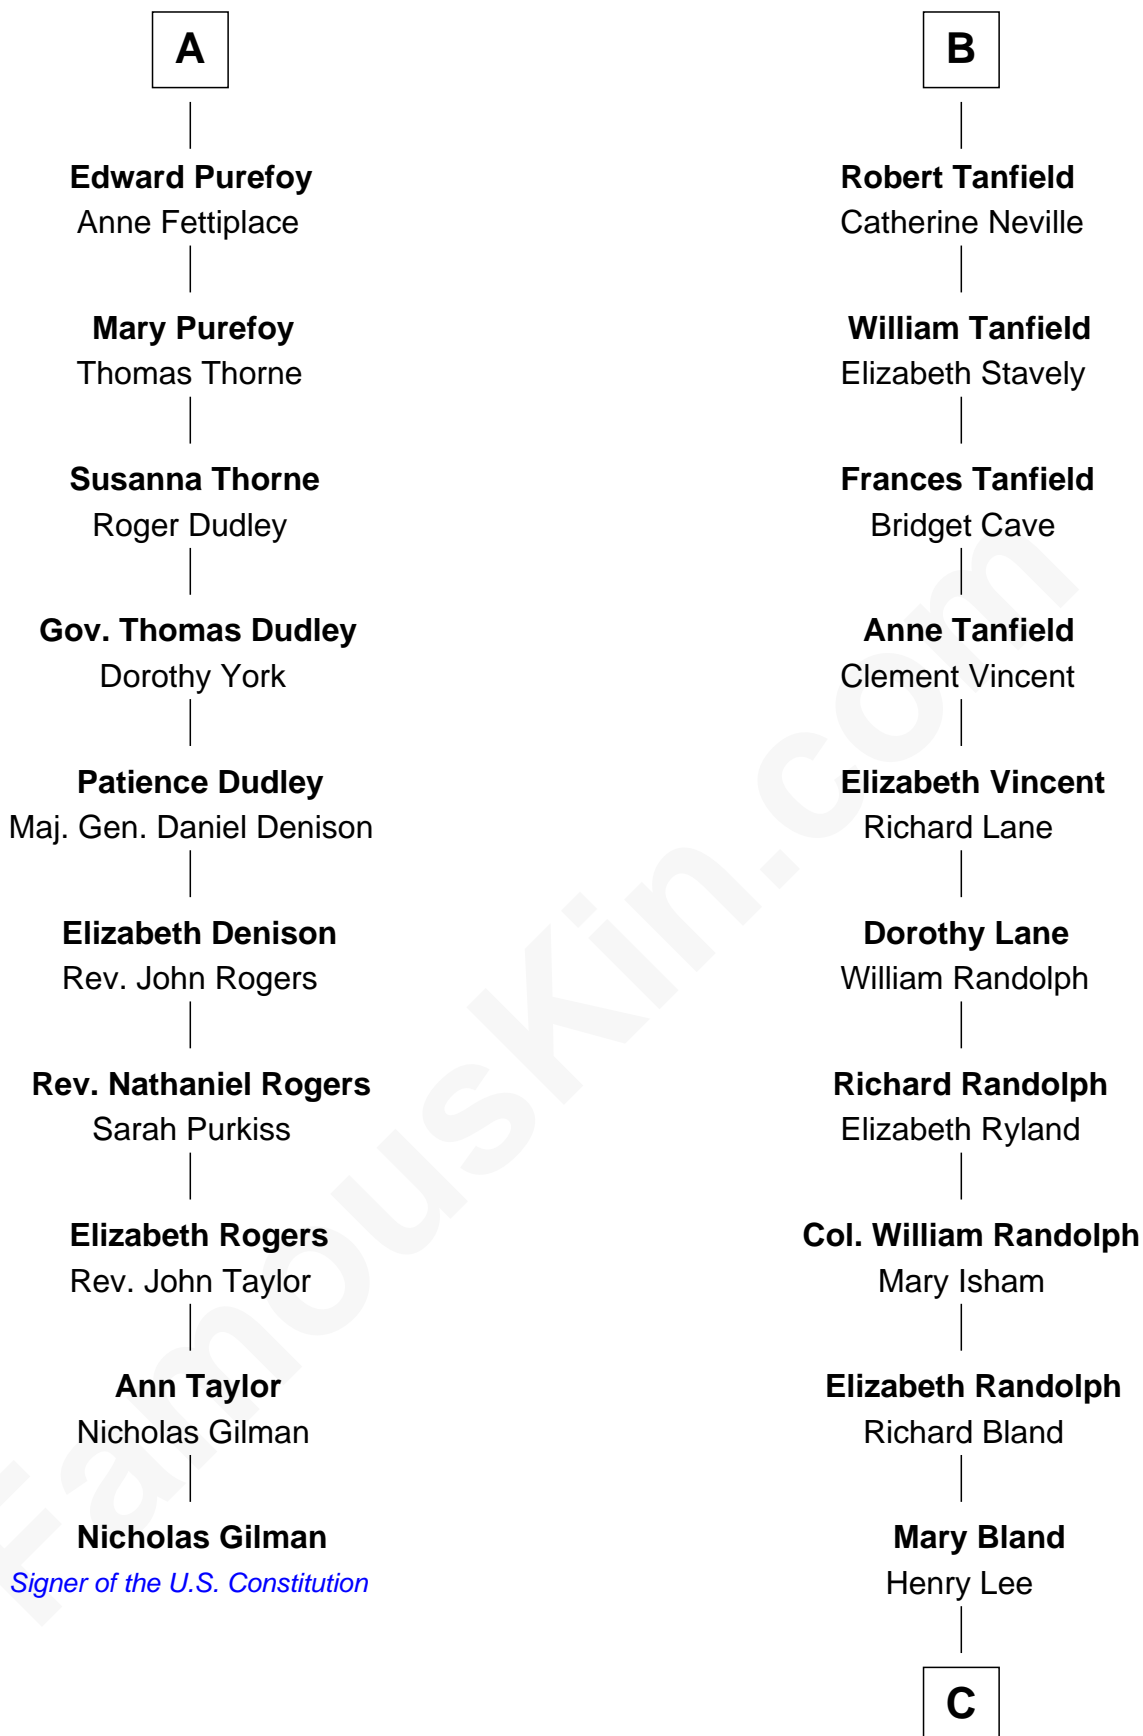 A
Edward Purefoy
Anne Fettiplace
Mary Purefoy
Thomas Thorne
Susanna Thorne
Roger Dudley
Gov. Thomas Dudley
Dorothy York
Patience Dudley
Maj. Gen. Daniel Denison
Elizabeth Denison
Rev. John Rogers
Rev. Nathaniel Rogers
Sarah Purkiss
Elizabeth Rogers
Rev. John Taylor
Ann Taylor
Nicholas Gilman
Nicholas Gilman
Signer of the U.S. Constitution
B
Robert Tanfield
Catherine Neville
William Tanfield
Elizabeth Stavely
Frances Tanfield
Bridget Cave
Anne Tanfield
Clement Vincent
Elizabeth Vincent
Richard Lane
Dorothy Lane
William Randolph
Richard Randolph
Elizabeth Ryland
Col. William Randolph
Mary Isham
Elizabeth Randolph
Richard Bland
Mary Bland
Henry Lee
C
FamousKin.com